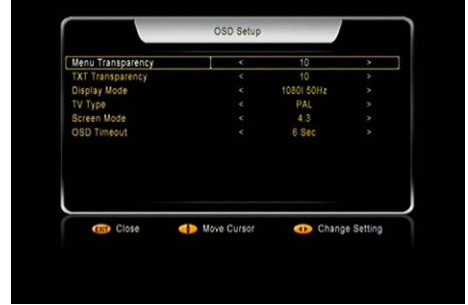 OSD Setup
Menu Transparency < 10 >
TXT Transparency < 10 >
Display Mode < 1080I 50Hz >
TV Type < PAL >
Screen Mode < 4:3 >
OSD Timeout < 6 Sec >
EXIT Close Move Cursor Change Setting